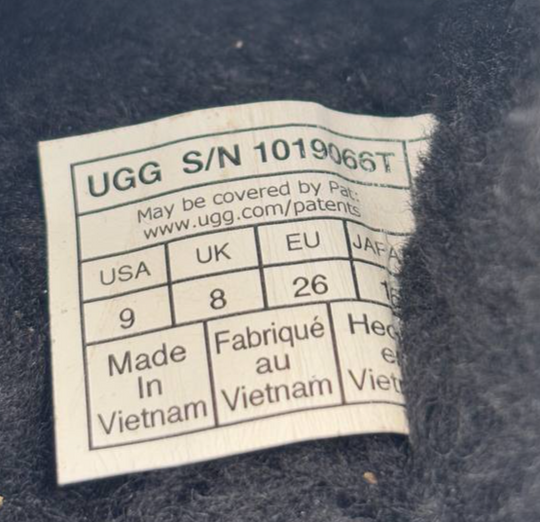 UGG S/N 1019066T
May be covered by Pat:
www.ugg.com/patents
USA UK EU
9 8 26
Made In Vietnam
Fabriqué au Vietnam